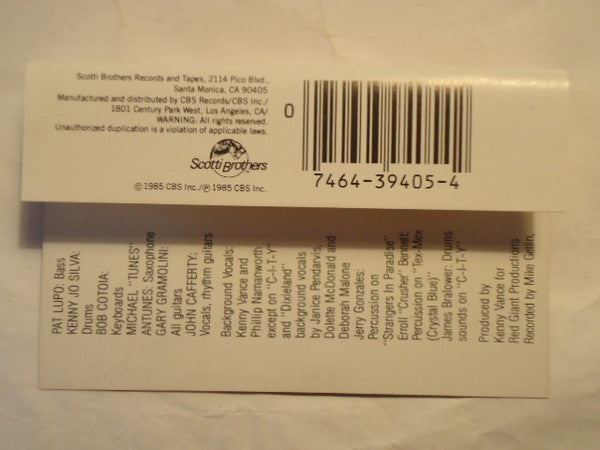 Scotti Brothers Records and Tapes, 2114 Pico Blvd.,
Santa Monica, CA 90405
Manufactured and distributed by CBS Records/CBS Inc./
1801 Century Park West, Los Angeles, CA/
WARNING: All rights reserved.
Unauthorized duplication is a violation of applicable laws.
Scotti Brothers
© 1985 CBS Inc./℗ 1985 CBS Inc.
0
7464-39405-4
PAT LUPO: Bass
KENNY JO SILVA:
Drums
BOB COTOIA:
Keyboards
MICHAEL "TUNES"
ANTUNES: Saxophone
GARY GRAMOLINI:
All guitars
JOHN CAFFERTY:
Vocals, rhythm guitars
Background Vocals:
Kenny Vance and
Phillip Namanworth
except on "C-I-T-Y"
and "Dixieland"
background vocals
by Janice Pendarvis,
Dolette McDonald and
Deborah Malone
Jerry Gonzales:
Percussion on
"Strangers In Paradise"
Erroll "Crusher" Bennett:
Percussion on "Tex-Mex
(Crystal Blue)"
James Bralower: Drums
sounds on "C-I-T-Y"
Produced by
Kenny Vance for
Red Giant Productions
Recorded by Mike Getlin,